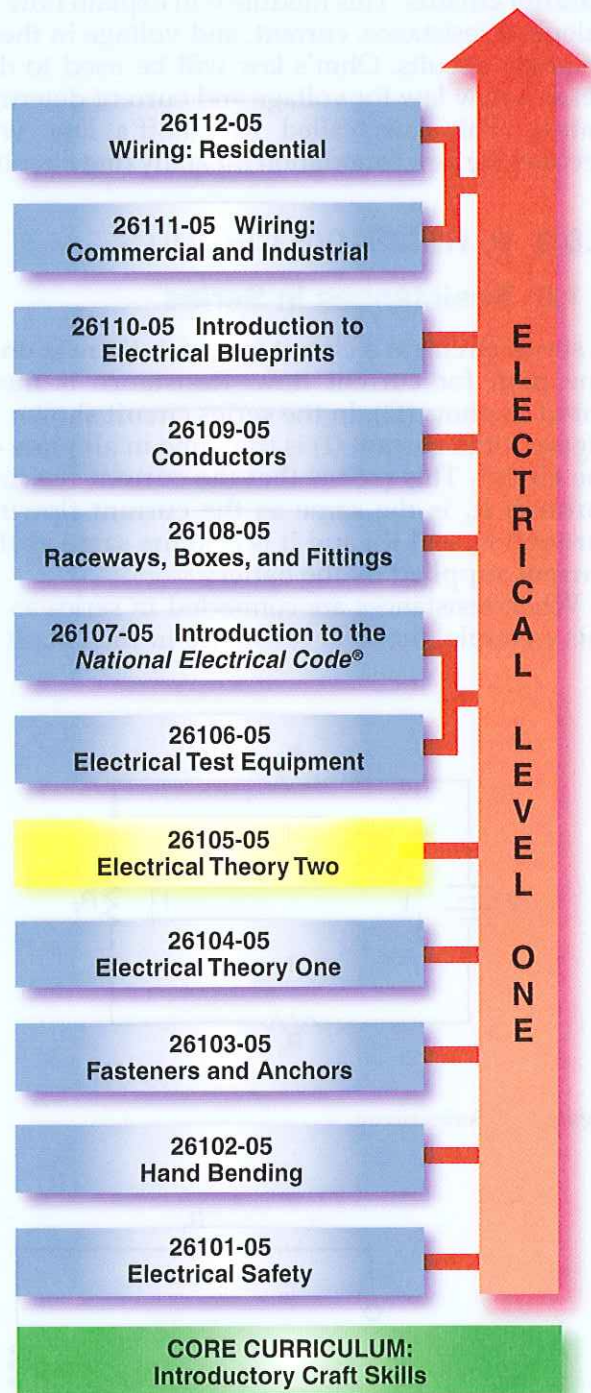 26112-05
Wiring: Residential
26111-05 Wiring:
Commercial and Industrial
26110-05 Introduction to
Electrical Blueprints
26109-05
Conductors
26108-05
Raceways, Boxes, and Fittings
26107-05 Introduction to the
National Electrical Code®
26106-05
Electrical Test Equipment
26105-05
Electrical Theory Two
26104-05
Electrical Theory One
26103-05
Fasteners and Anchors
26102-05
Hand Bending
26101-05
Electrical Safety
CORE CURRICULUM:
Introductory Craft Skills
ELECTRICAL LEVEL ONE